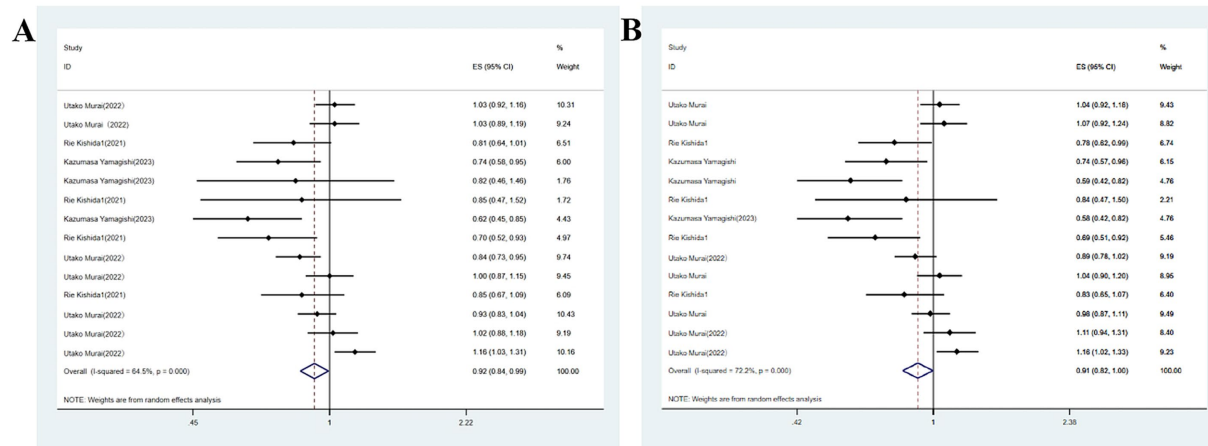 A
Study %
ID ES (95% CI) Weight
Utako Murai(2022) 1.03 (0.92, 1.16) 10.31
Utako Murai (2022) 1.03 (0.89, 1.19) 9.24
Rie Kishida1(2021) 0.81 (0.64, 1.01) 6.51
Kazumasa Yamagishi(2023) 0.74 (0.58, 0.95) 6.00
Kazumasa Yamagishi(2023) 0.82 (0.46, 1.46) 1.76
Rie Kishida1(2021) 0.85 (0.47, 1.52) 1.72
Kazumasa Yamagishi(2023) 0.62 (0.45, 0.85) 4.43
Rie Kishida1(2021) 0.70 (0.52, 0.93) 4.97
Utako Murai(2022) 0.84 (0.73, 0.95) 9.74
Utako Murai(2022) 1.00 (0.87, 1.15) 9.45
Rie Kishida1(2021) 0.85 (0.67, 1.09) 6.09
Utako Murai(2022) 0.93 (0.83, 1.04) 10.43
Utako Murai(2022) 1.02 (0.88, 1.18) 9.19
Utako Murai(2022) 1.16 (1.03, 1.31) 10.16
Overall (I-squared = 64.5%, p = 0.000) 0.92 (0.84, 0.99) 100.00
NOTE: Weights are from random effects analysis
.45 1 2.22
B
Study %
ID ES (95% CI) Weight
Utako Murai 1.04 (0.92, 1.18) 9.43
Utako Murai 1.07 (0.92, 1.24) 8.82
Rie Kishida1 0.78 (0.62, 0.99) 6.74
Kazumasa Yamagishi 0.74 (0.57, 0.96) 6.15
Kazumasa Yamagishi 0.59 (0.42, 0.82) 4.76
Rie Kishida1 0.84 (0.47, 1.50) 2.21
Kazumasa Yamagishi(2023) 0.58 (0.42, 0.82) 4.76
Rie Kishida1 0.69 (0.51, 0.92) 5.46
Utako Murai(2022) 0.89 (0.78, 1.02) 9.19
Utako Murai 1.04 (0.90, 1.20) 8.95
Rie Kishida1 0.83 (0.65, 1.07) 6.40
Utako Murai 0.98 (0.87, 1.11) 9.49
Utako Murai(2022) 1.11 (0.94, 1.31) 8.40
Utako Murai(2022) 1.16 (1.02, 1.33) 9.23
Overall (I-squared = 72.2%, p = 0.000) 0.91 (0.82, 1.00) 100.00
NOTE: Weights are from random effects analysis
.42 1 2.38